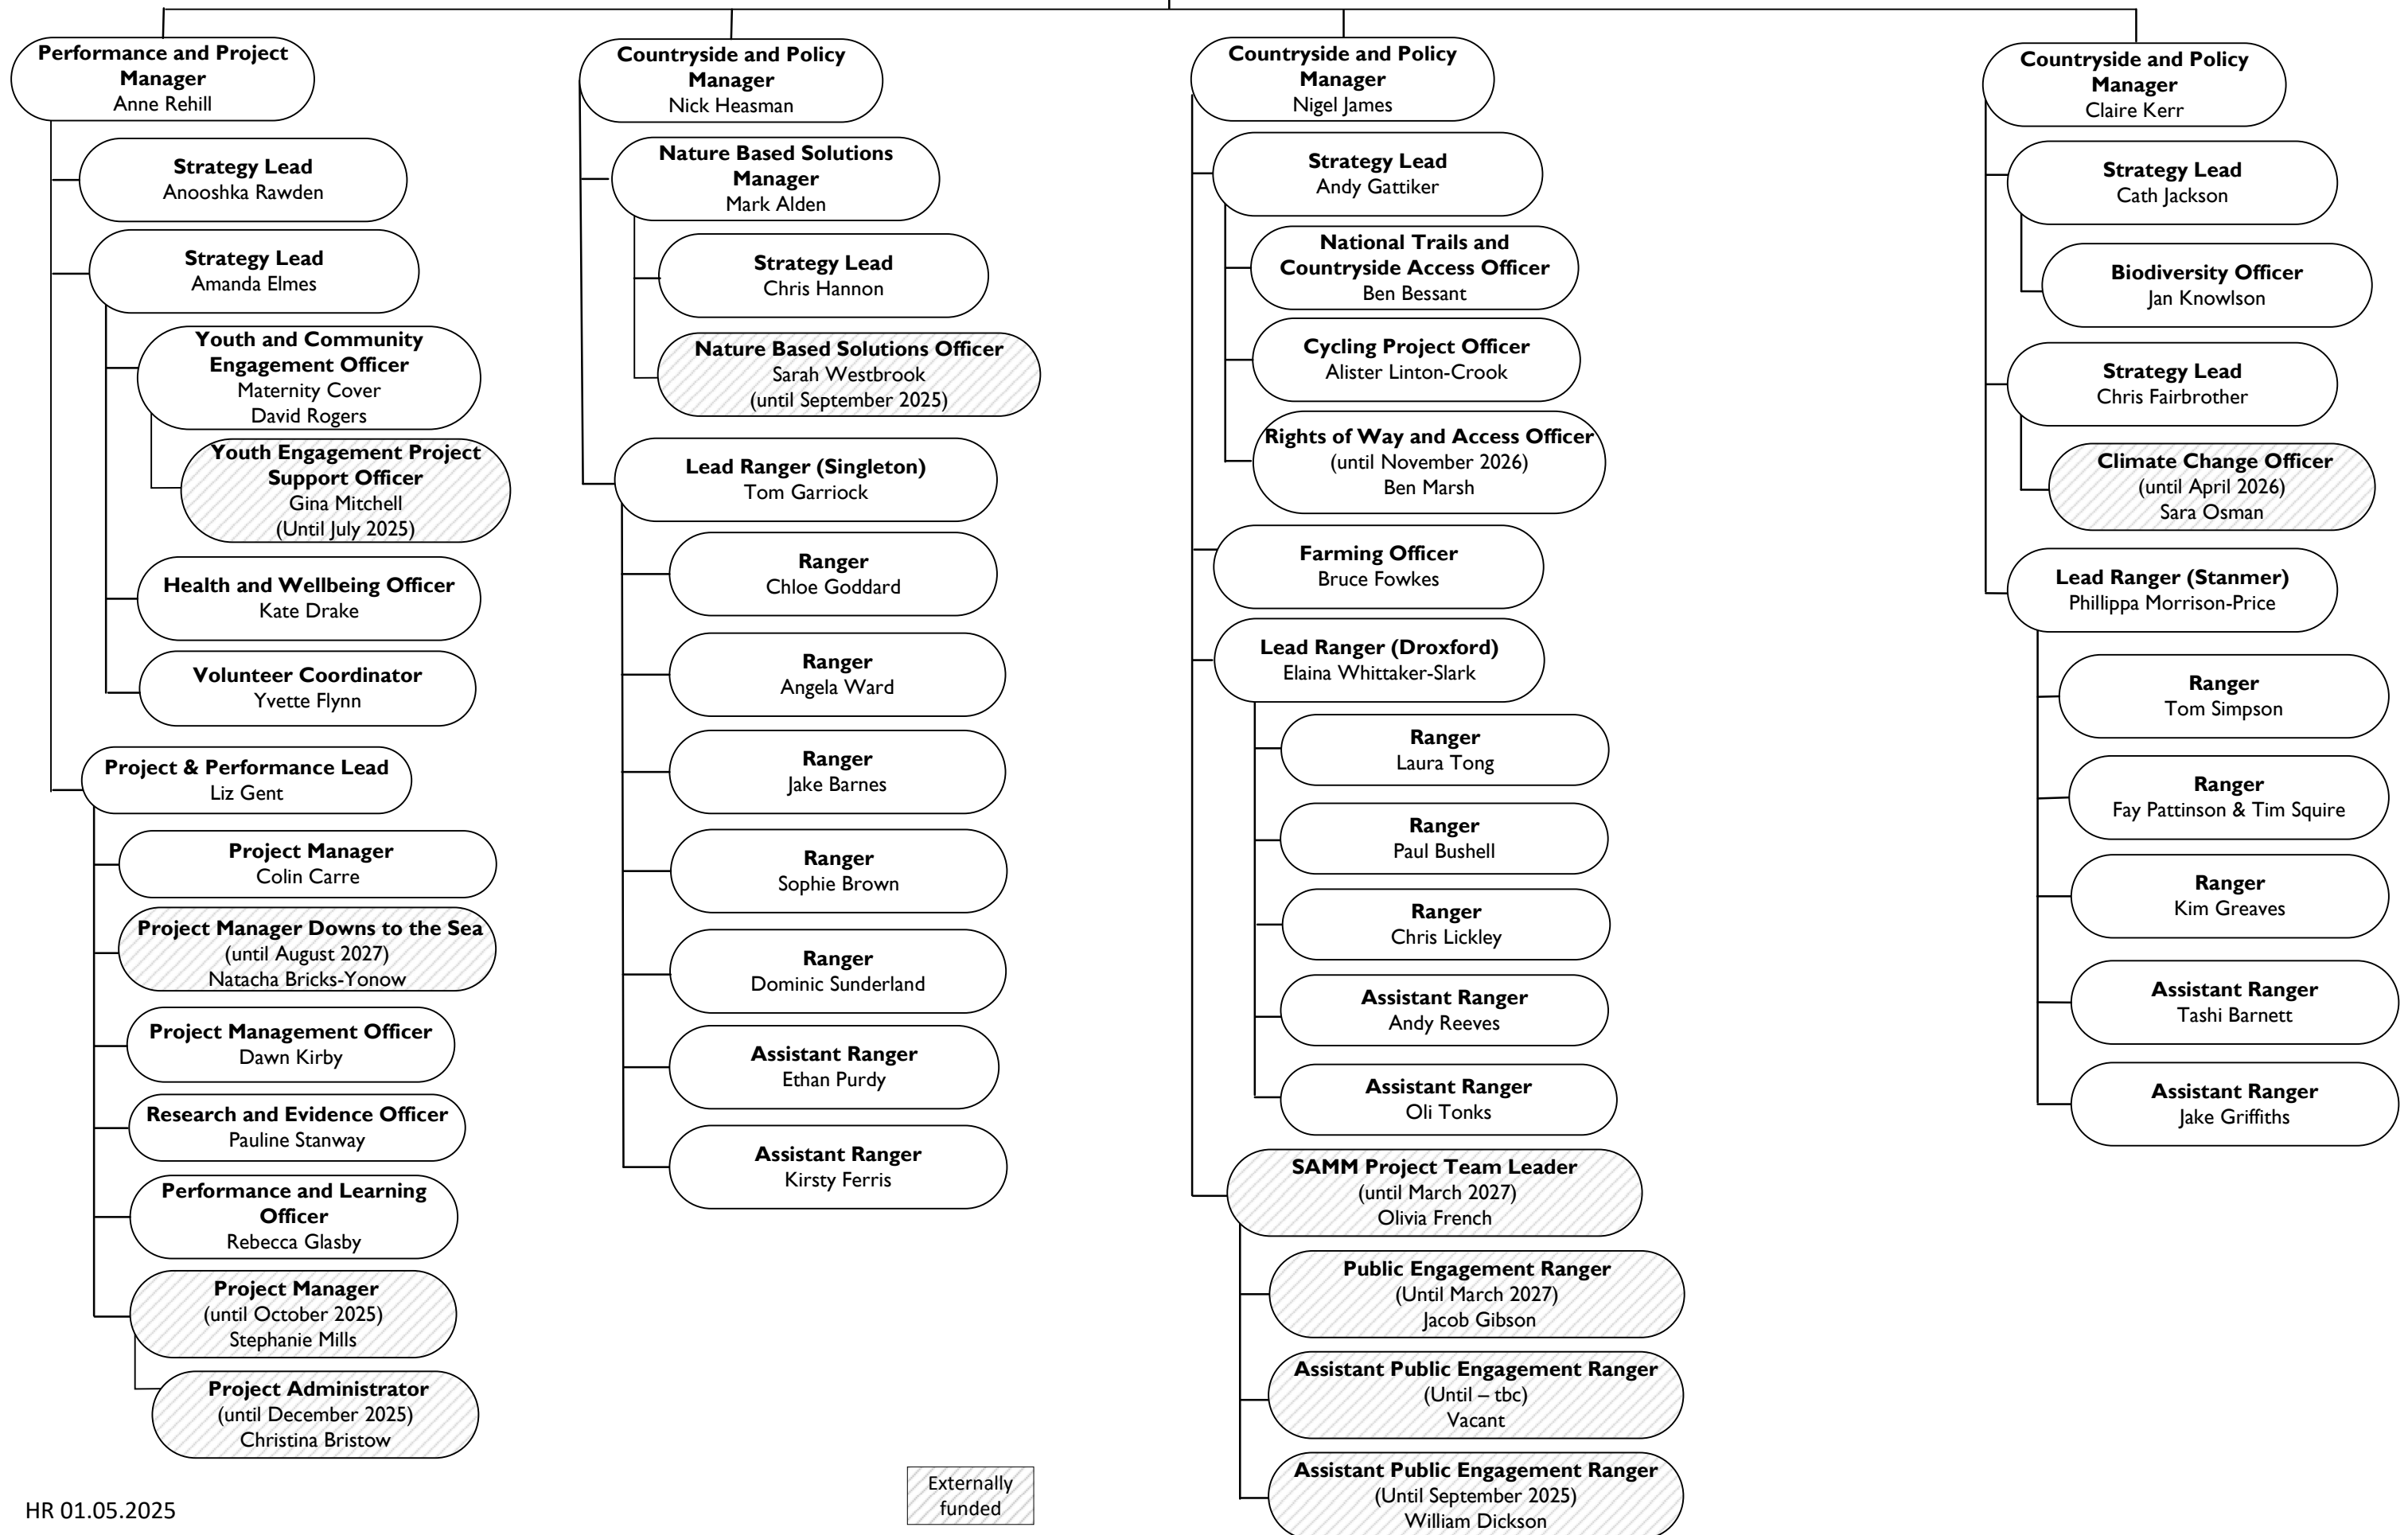 Performance and Project
Manager
Anne Rehill
Strategy Lead
Anooshka Rawden
Strategy Lead
Amanda Elmes
Youth and Community
Engagement Officer
Maternity Cover
David Rogers
Youth Engagement Project
Support Officer
Gina Mitchell
(Until July 2025)
Health and Wellbeing Officer
Kate Drake
Volunteer Coordinator
Yvette Flynn
Project & Performance Lead
Liz Gent
Project Manager
Colin Carre
Project Manager Downs to the Sea
(until August 2027)
Natacha Bricks-Yonow
Project Management Officer
Dawn Kirby
Research and Evidence Officer
Pauline Stanway
Performance and Learning
Officer
Rebecca Glasby
Project Manager
(until October 2025)
Stephanie Mills
Project Administrator
(until December 2025)
Christina Bristow
Countryside and Policy
Manager
Nick Heasman
Nature Based Solutions
Manager
Mark Alden
Strategy Lead
Chris Hannon
Nature Based Solutions Officer
Sarah Westbrook
(until September 2025)
Lead Ranger (Singleton)
Tom Garriock
Ranger
Chloe Goddard
Ranger
Angela Ward
Ranger
Jake Barnes
Ranger
Sophie Brown
Ranger
Dominic Sunderland
Assistant Ranger
Ethan Purdy
Assistant Ranger
Kirsty Ferris
Countryside and Policy
Manager
Nigel James
Strategy Lead
Andy Gattiker
National Trails and
Countryside Access Officer
Ben Bessant
Cycling Project Officer
Alister Linton-Crook
Rights of Way and Access Officer
(until November 2026)
Ben Marsh
Farming Officer
Bruce Fowkes
Lead Ranger (Droxford)
Elaina Whittaker-Slark
Ranger
Laura Tong
Ranger
Paul Bushell
Ranger
Chris Lickley
Assistant Ranger
Andy Reeves
Assistant Ranger
Oli Tonks
SAMM Project Team Leader
(until March 2027)
Olivia French
Public Engagement Ranger
(Until March 2027)
Jacob Gibson
Assistant Public Engagement Ranger
(Until – tbc)
Vacant
Assistant Public Engagement Ranger
(Until September 2025)
William Dickson
Countryside and Policy
Manager
Claire Kerr
Strategy Lead
Cath Jackson
Biodiversity Officer
Jan Knowlson
Strategy Lead
Chris Fairbrother
Climate Change Officer
(until April 2026)
Sara Osman
Lead Ranger (Stanmer)
Phillippa Morrison-Price
Ranger
Tom Simpson
Ranger
Fay Pattinson & Tim Squire
Ranger
Kim Greaves
Assistant Ranger
Tashi Barnett
Assistant Ranger
Jake Griffiths
Externally
funded
HR 01.05.2025